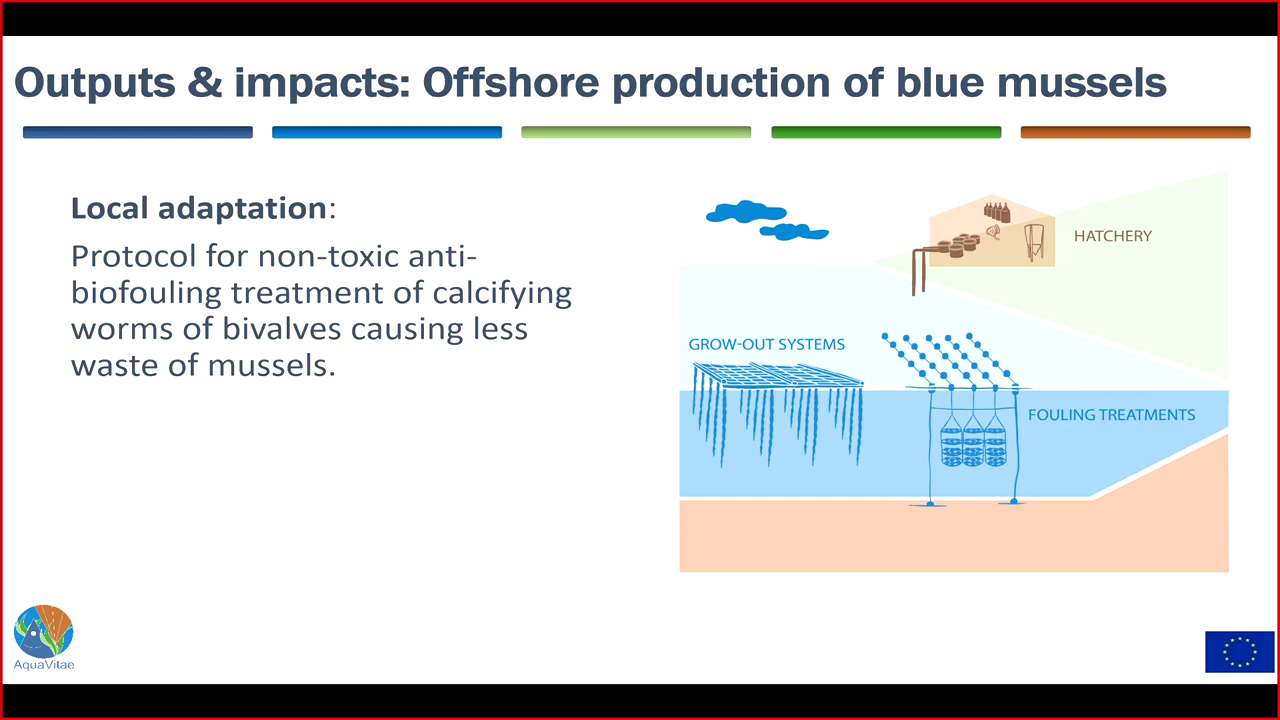 Outputs & impacts: Offshore production of blue mussels
Local adaptation:
Protocol for non-toxic anti-
biofouling treatment of calcifying
worms of bivalves causing less
waste of mussels.
HATCHERY
GROW-OUT SYSTEMS
FOULING TREATMENTS
AquaVitae